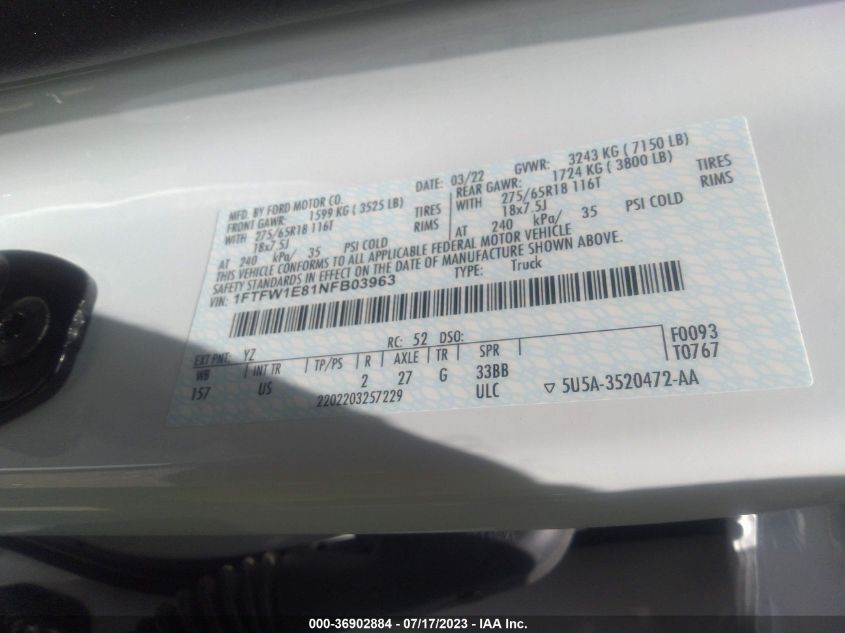 MFD. BY FORD MOTOR CO.
DATE: 03/22 GVWR: 3243 KG ( 7150 LB)
FRONT GAWR: 1599 KG ( 3525 LB)
REAR GAWR: 1724 KG ( 3800 LB)
WITH 275/65R18 116T TIRES
WITH 275/65R18 116T TIRES
18x7.5J RIMS
18x7.5J RIMS
AT 240 kPa/ 35 PSI COLD
AT 240 kPa/ 35 PSI COLD
THIS VEHICLE CONFORMS TO ALL APPLICABLE FEDERAL MOTOR VEHICLE
SAFETY STANDARDS IN EFFECT ON THE DATE OF MANUFACTURE SHOWN ABOVE.
VIN: 1FTFW1E81NFB03963 TYPE: Truck
EXT PNT: YZ RC: 52 DSO: F0093
WB INT TR TP/PS R AXLE TR SPR T0767
157 US 2 27 G 33BB
2202203257229 ULC ▽ 5U5A-3520472-AA
000-36902884 / 07/17/2023 - IAA Inc.